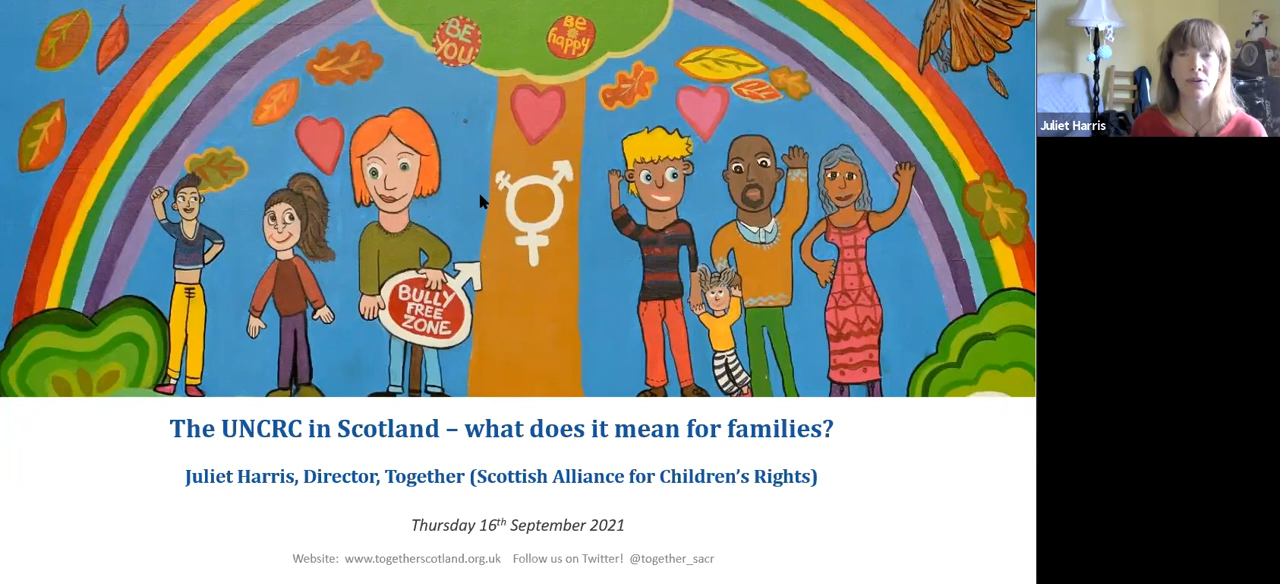 BE
YOU
Be
happy
BULLY
FREE
ZONE
Juliet Harris
The UNCRC in Scotland – what does it mean for families?
Juliet Harris, Director, Together (Scottish Alliance for Children's Rights)
Thursday 16th September 2021
Website: www.togetherscotland.org.uk Follow us on Twitter! @together_sacr